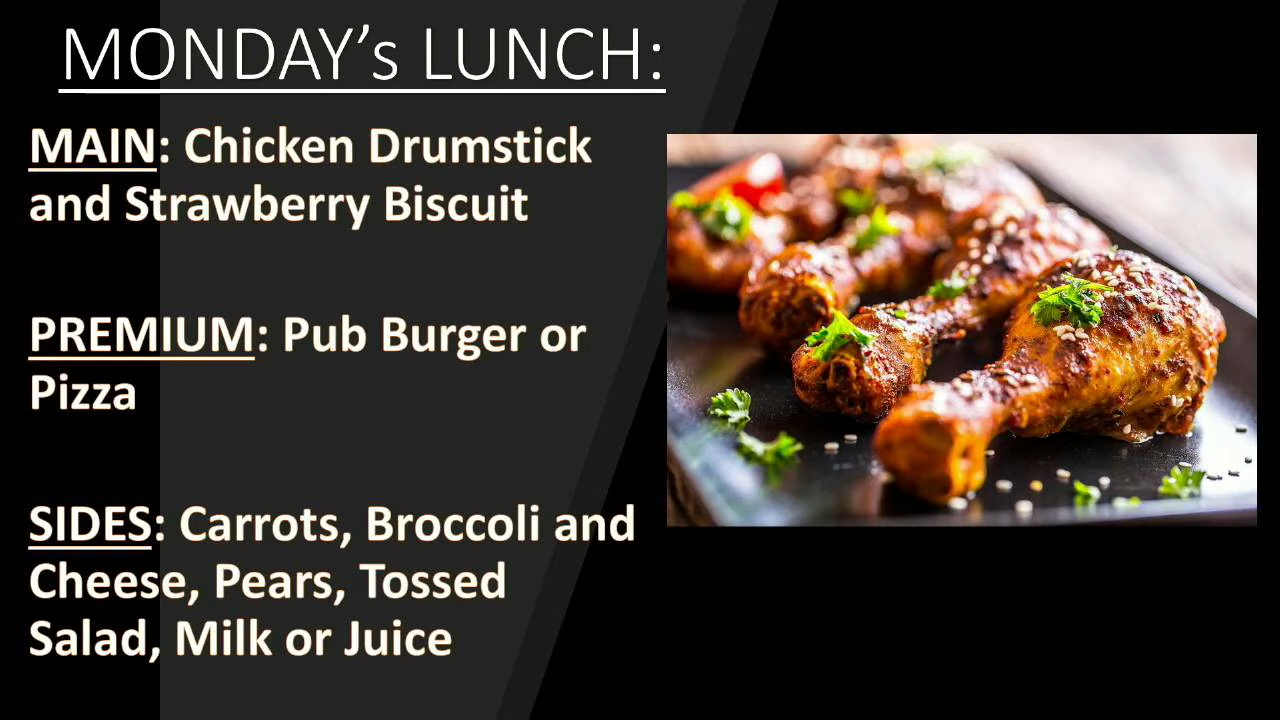 MONDAY’s LUNCH:
MAIN: Chicken Drumstick
and Strawberry Biscuit
PREMIUM: Pub Burger or
Pizza
SIDES: Carrots, Broccoli and
Cheese, Pears, Tossed
Salad, Milk or Juice